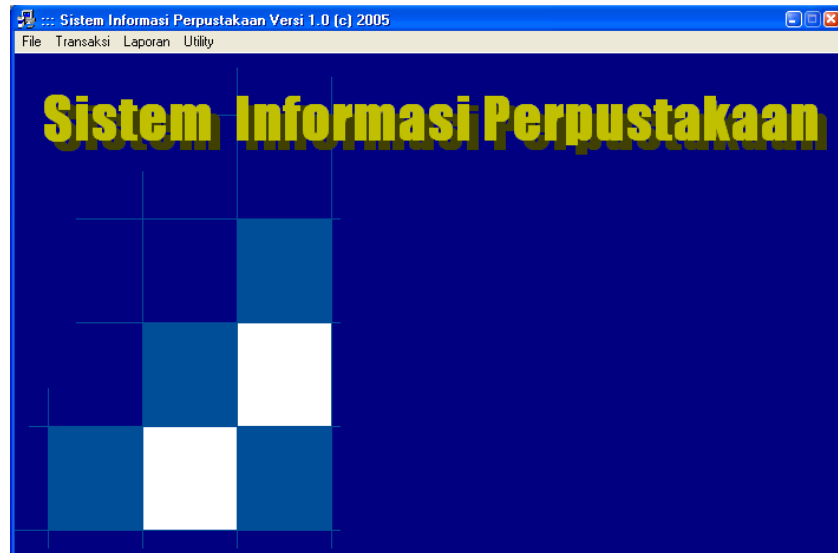 ::: Sistem Informasi Perpustakaan Versi 1.0 (c) 2005
File Transaksi Laporan Utility
Sistem Informasi Perpustakaan